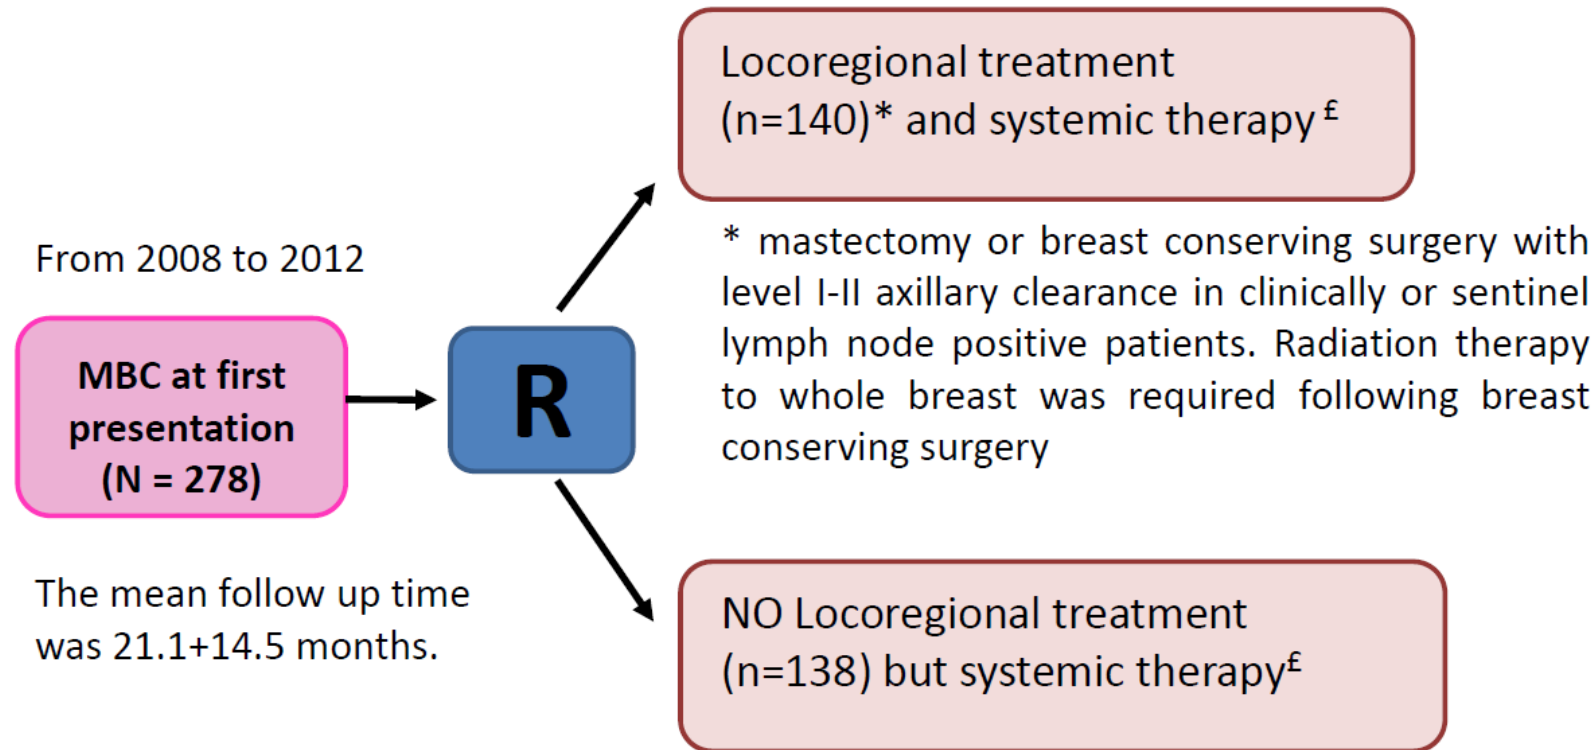 From 2008 to 2012
MBC at first
presentation
(N = 278)
The mean follow up time
was 21.1+14.5 months.
R
Locoregional treatment
(n=140)* and systemic therapy £
* mastectomy or breast conserving surgery with
level I-II axillary clearance in clinically or sentinel
lymph node positive patients. Radiation therapy
to whole breast was required following breast
conserving surgery
NO Locoregional treatment
(n=138) but systemic therapy£